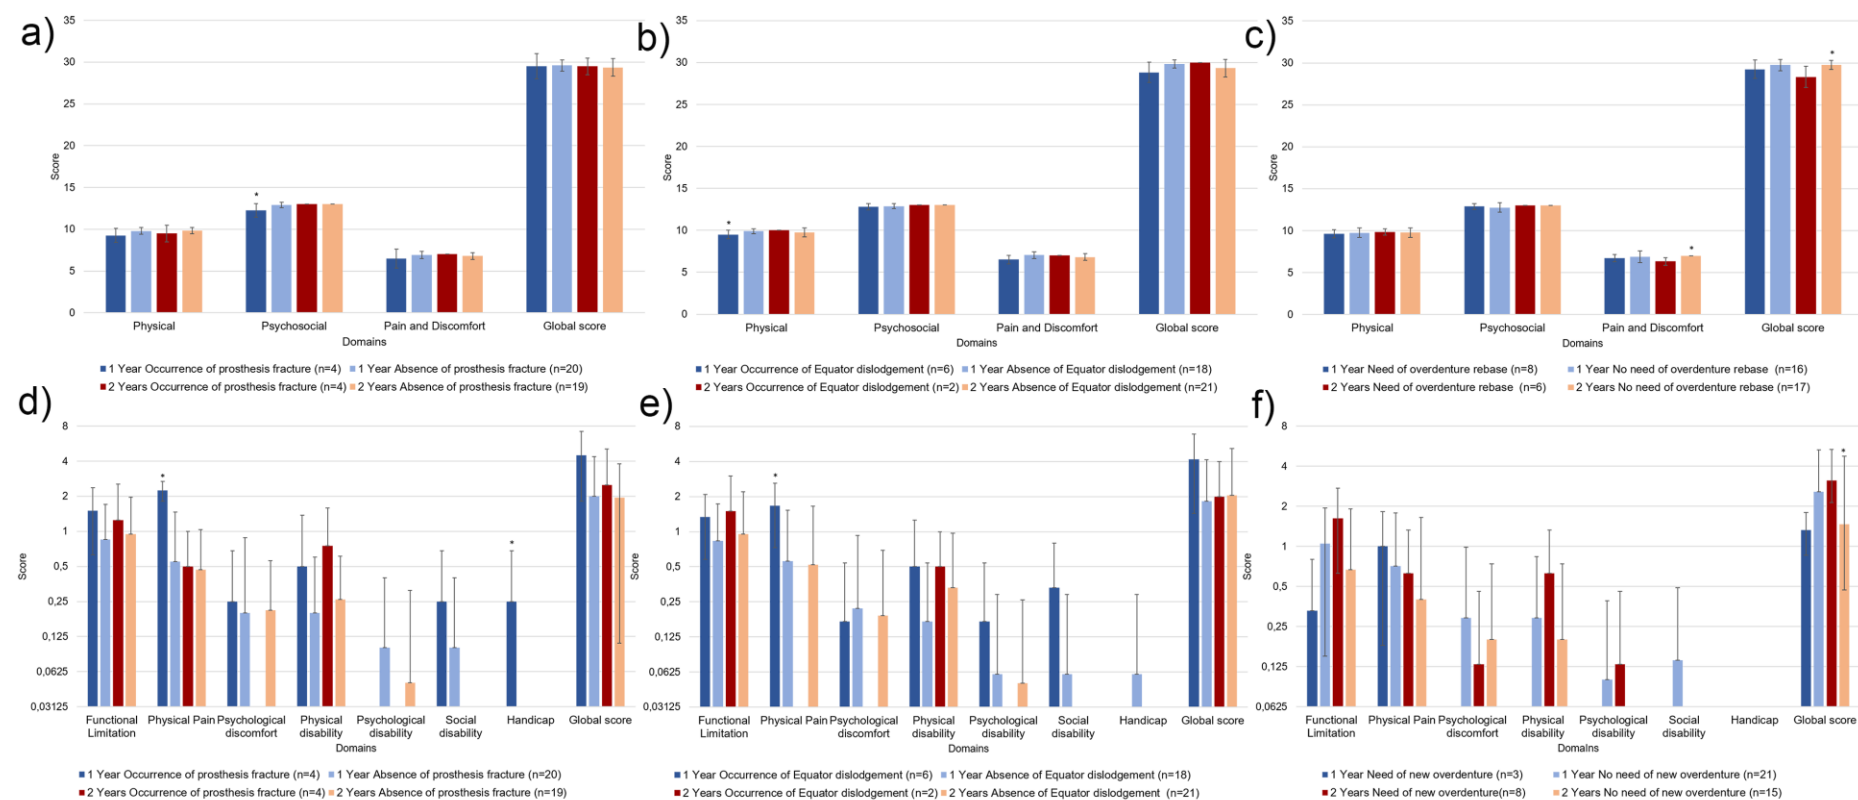 a)
35
30
25
20
15
10
5
0
Score
*
Physical Psychosocial Pain and Discomfort Global score
Domains
1 Year Occurrence of prosthesis fracture (n=4) 1 Year Absence of prosthesis fracture (n=20)
2 Years Occurrence of prosthesis fracture (n=4) 2 Years Absence of prosthesis fracture (n=19)
b)
35
30
25
20
15
10
5
0
Score
*
Physical Psychosocial Pain and Discomfort Global score
Domains
1 Year Occurrence of Equator dislodgement (n=6) 1 Year Absence of Equator dislodgement (n=18)
2 Years Occurrence of Equator dislodgement (n=2) 2 Years Absence of Equator dislodgement (n=21)
c)
35
30
25
20
15
10
5
0
Score
* *
Physical Psychosocial Pain and Discomfort Global score
Domains
1 Year Need of overdenture rebase (n=8) 1 Year No need of overdenture rebase (n=16)
2 Years Need of overdenture rebase (n=6) 2 Years No need of overdenture rebase (n=17)
d)
8
4
2
1
0,5
0,25
0,125
0,0625
0,03125
Score
* *
Functional Physical Pain Psychological Physical Psychological Social Handicap Global score
Limitation discomfort disability disability disability
Domains
1 Year Occurrence of prosthesis fracture (n=4) 1 Year Absence of prosthesis fracture (n=20)
2 Years Occurrence of prosthesis fracture (n=4) 2 Years Absence of prosthesis fracture (n=19)
e)
8
4
2
1
0,5
0,25
0,125
0,0625
0,03125
Score
*
Functional Physical Pain Psychological Physical Psychological Social Handicap Global score
Limitation discomfort disability disability disability
Domains
1 Year Occurrence of Equator dislodgement (n=6) 1 Year Absence of Equator dislodgement (n=18)
2 Years Occurrence of Equator dislodgement (n=2) 2 Years Absence of Equator dislodgement (n=21)
f)
8
4
2
1
0,5
0,25
0,125
0,0625
Score
*
Functional Physical Pain Psychological Physical Psychological Social Handicap Global score
Limitation discomfort disability disability disability
Domains
1 Year Need of new overdenture (n=3) 1 Year No need of new overdenture (n=21)
2 Years Need of new overdenture(n=8) 2 Years No need of new overdenture (n=15)